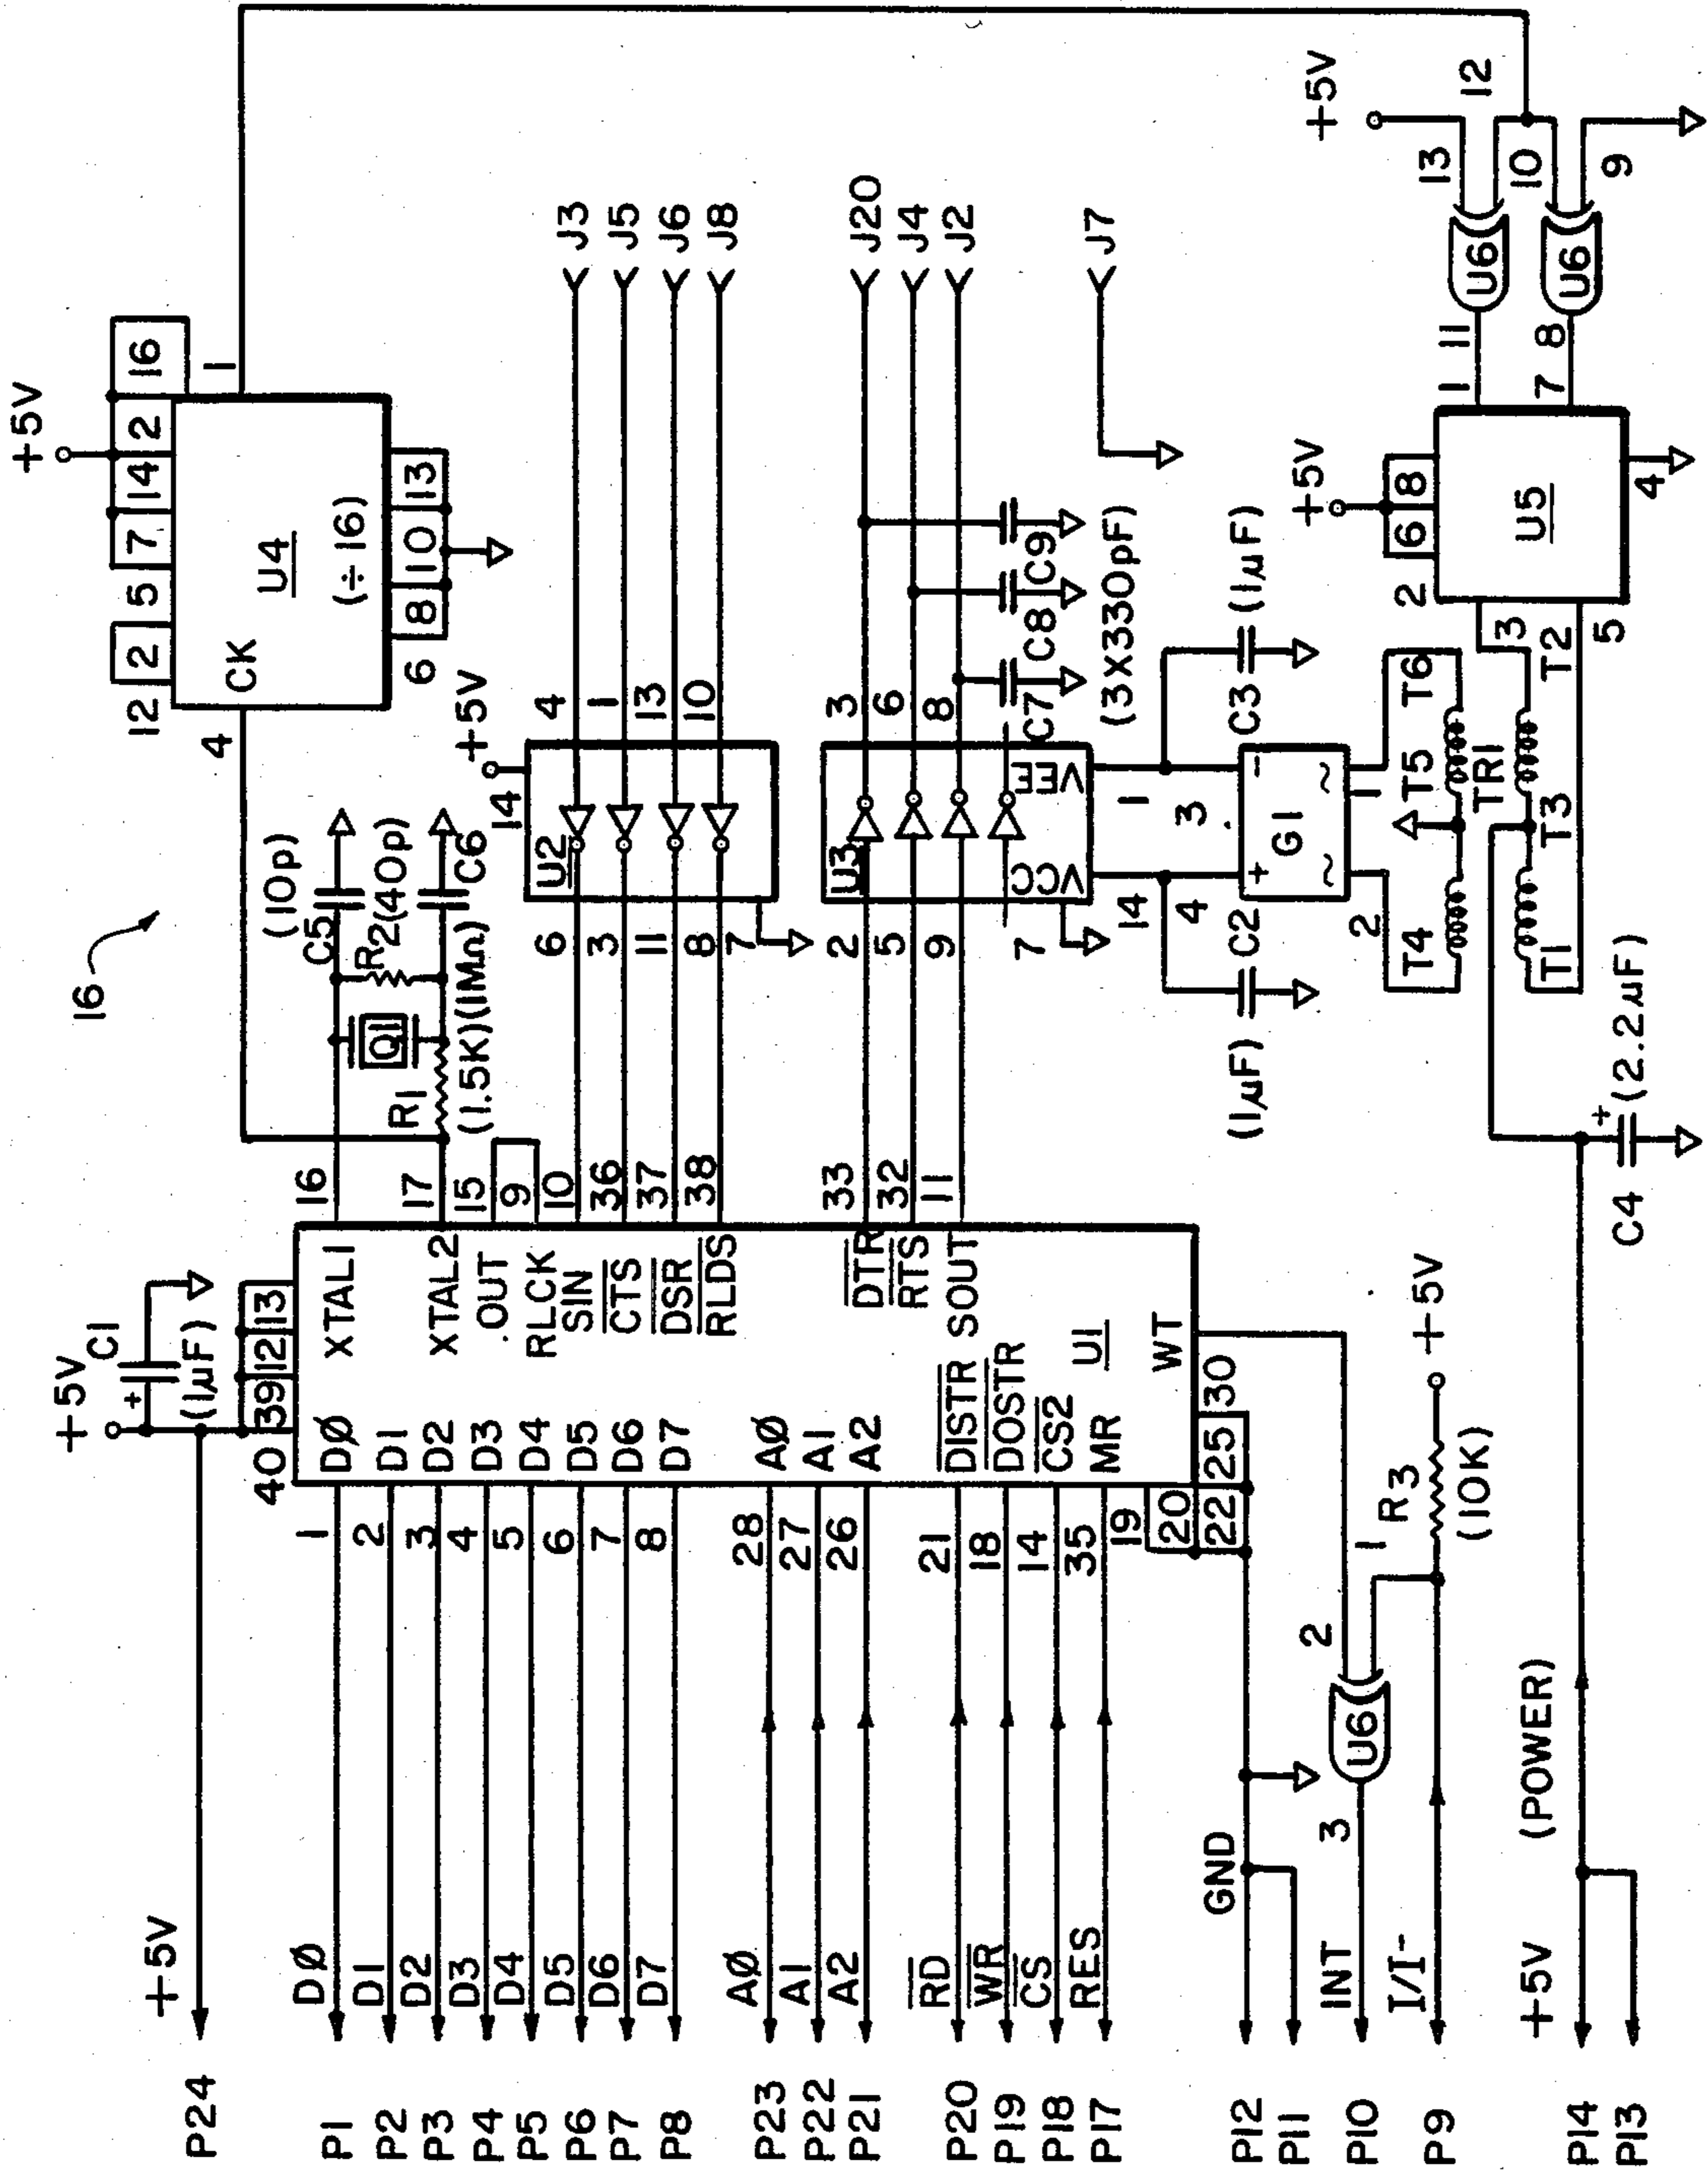 16
+5V
+5V
C1
(1µF)
39 12 13
40
P24
+5V
P1 DØ 1 DØ
P2 D1 2 D1
P3 D2 3 D2
P4 D3 4 D3
P5 D4 5 D4
P6 D5 6 D5
P7 D6 7 D6
P8 D7 8 D7
P23 AØ 28 AØ
P22 A1 27 A1
P21 A2 26 A2
P20 RD 21 DISTR
P19 WR 18 DOSTR
P18 CS 14 CS2
P17 RES 35 MR
U1
WT
19
20
22 25 30
P12 GND
P11
P10 INT 3 U6 2
P9 I/I- 1
R3
(10K)
+5V
P14 +5V (POWER)
P13
C4 + (2.2µF)
XTAL1 16
XTAL2 17
OUT 15
RLCK 9
SIN 10
CTS 36
DSR 37
RLDS 38
DTR 33
RTS 32
SOUT 11
R1
(1.5K)
Q1
(1MΩ)
R2
C5
(10p)
(40p)
C6
12 2 5 7 14 2 16
4 CK
U4
(÷16)
1
6 8 10 13
+5V
14
U2
6 4 J3
3 1 J5
11 13 J6
8 10 J8
7
U3
2 3 J20
5 6 J4
9 8 J2
J7
7
VCC
VEE
14
1
C7 C8 C9
(3X330pF)
4
3
(1µF) C2
C3 (1µF)
+ -
G1
~ ~
2
1
T4 T5 T6
TR1
T1 T3 T2
3
5
2
6 8
+5V
U5
4
1 11 U6 13
7 8 U6 10
9
12
+5V